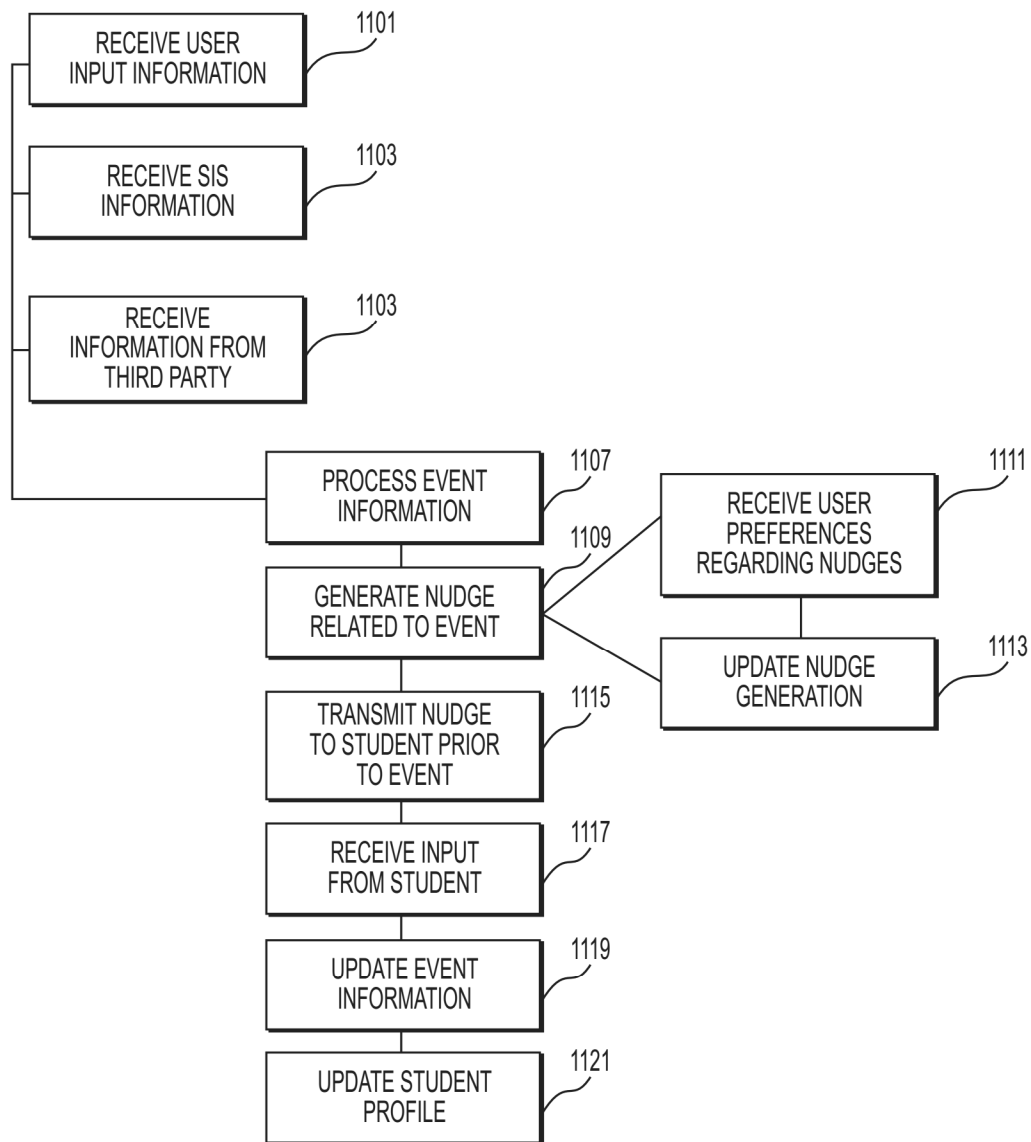 1101
RECEIVE USER
INPUT INFORMATION
1103
RECEIVE SIS
INFORMATION
1103
RECEIVE
INFORMATION FROM
THIRD PARTY
1107
PROCESS EVENT
INFORMATION
1111
RECEIVE USER
PREFERENCES
REGARDING NUDGES
1109
GENERATE NUDGE
RELATED TO EVENT
1113
UPDATE NUDGE
GENERATION
1115
TRANSMIT NUDGE
TO STUDENT PRIOR
TO EVENT
1117
RECEIVE INPUT
FROM STUDENT
1119
UPDATE EVENT
INFORMATION
1121
UPDATE STUDENT
PROFILE